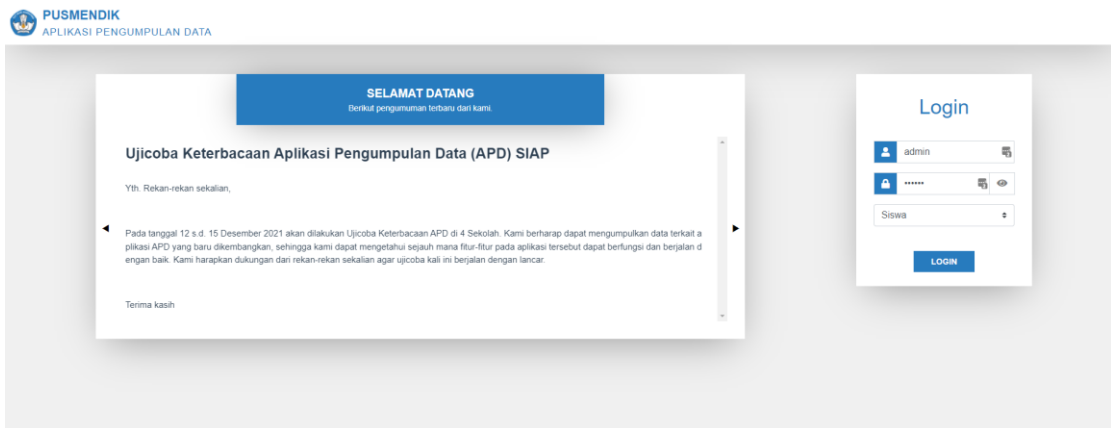 PUSMENDIK
APLIKASI PENGUMPULAN DATA
SELAMAT DATANG
Berikut pengumuman terbaru dari kami.
Ujicoba Keterbacaan Aplikasi Pengumpulan Data (APD) SIAP
Yth. Rekan-rekan sekalian,
Pada tanggal 12 s.d. 15 Desember 2021 akan dilakukan Ujicoba Keterbacaan APD di 4 Sekolah. Kami berharap dapat mengumpulkan data terkait a
plikasi APD yang baru dikembangkan, sehingga kami dapat mengetahui sejauh mana fitur-fitur pada aplikasi tersebut dapat berfungsi dan berjalan d
engan baik. Kami harapkan dukungan dari rekan-rekan sekalian agar ujicoba kali ini berjalan dengan lancar.
Terima kasih
Login
admin
••••••
Siswa
LOGIN